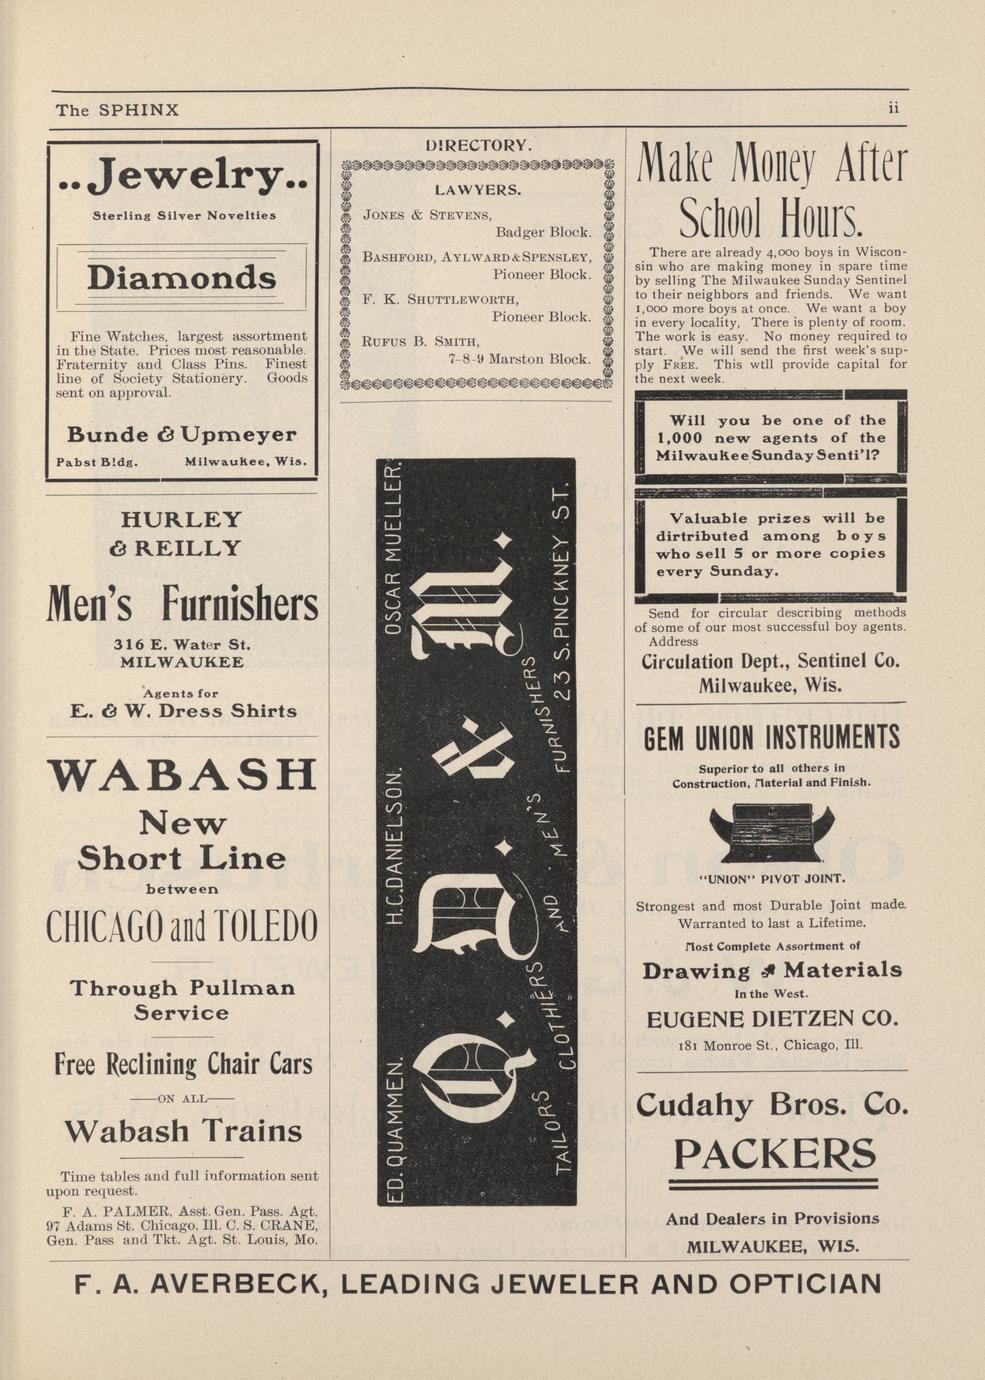 The SPHINX
ii
..Jewelry..
Sterling Silver Novelties
Diamonds
Fine Watches, largest assortment
in the State. Prices most reasonable.
Fraternity and Class Pins. Finest
line of Society Stationery. Goods
sent on approval.
Bunde & Upmeyer
Pabst Bldg. Milwaukee, Wis.
HURLEY
& REILLY
Men's Furnishers
316 E. Water St.
MILWAUKEE
Agents for
E. & W. Dress Shirts
WABASH
New
Short Line
between
CHICAGO and TOLEDO
Through Pullman
Service
Free Reclining Chair Cars
—ON ALL—
Wabash Trains
Time tables and full information sent
upon request.
F. A. PALMER, Asst. Gen. Pass. Agt.
97 Adams St. Chicago. Ill. C. S. CRANE,
Gen. Pass and Tkt. Agt. St. Louis, Mo.
DIRECTORY.
LAWYERS.
JONES & STEVENS,
Badger Block.
BASHFORD, AYLWARD & SPENSLEY,
Pioneer Block.
F. K. SHUTTLEWORTH,
Pioneer Block.
RUFUS B. SMITH,
7-8-9 Marston Block.
ED. QUAMMEN. H.C. DANIELSON. OSCAR MUELLER.
Q. D. & M.
TAILORS CLOTHIERS AND MEN'S FURNISHERS
23 S. PINCKNEY ST.
Make Money After
School Hours.
There are already 4,000 boys in Wiscon-
sin who are making money in spare time
by selling The Milwaukee Sunday Sentinel
to their neighbors and friends. We want
1,000 more boys at once. We want a boy
in every locality, There is plenty of room.
The work is easy. No money required to
start. We will send the first week's sup-
ply FREE. This wtll provide capital for
the next week.
Will you be one of the
1,000 new agents of the
Milwaukee Sunday Senti'l?
Valuable prizes will be
dirtributed among boys
who sell 5 or more copies
every Sunday.
Send for circular describing methods
of some of our most successful boy agents.
Address
Circulation Dept., Sentinel Co.
Milwaukee, Wis.
GEM UNION INSTRUMENTS
Superior to all others in
Construction, Material and Finish.
"UNION" PIVOT JOINT.
Strongest and most Durable Joint made.
Warranted to last a Lifetime.
Most Complete Assortment of
Drawing Materials
In the West.
EUGENE DIETZEN CO.
181 Monroe St., Chicago, Ill.
Cudahy Bros. Co.
PACKERS
And Dealers in Provisions
MILWAUKEE, WIS.
F. A. AVERBECK, LEADING JEWELER AND OPTICIAN